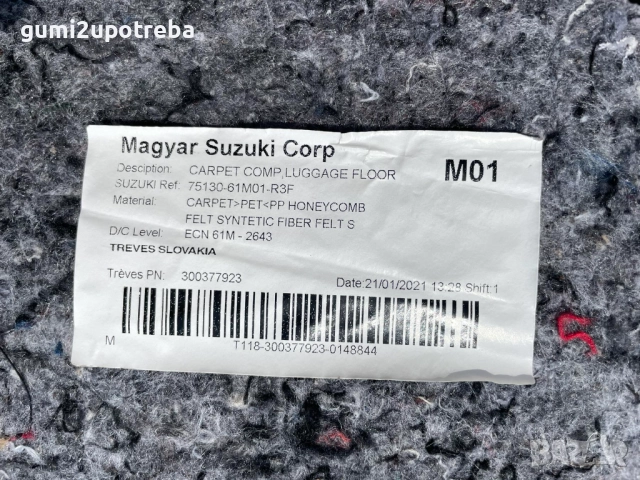 gumi2upotreba
Magyar Suzuki Corp
M01
Desciption: CARPET COMP,LUGGAGE FLOOR
SUZUKI Ref: 75130-61M01-R3F
Material: CARPET>PET<PP HONEYCOMB
FELT SYNTETIC FIBER FELT S
D/C Level: ECN 61M - 2643
TREVES SLOVAKIA
Trèves PN: 300377923
Date:21/01/2021 13:28 Shift:1
M
T118-300377923-0148844
5
BAZAR